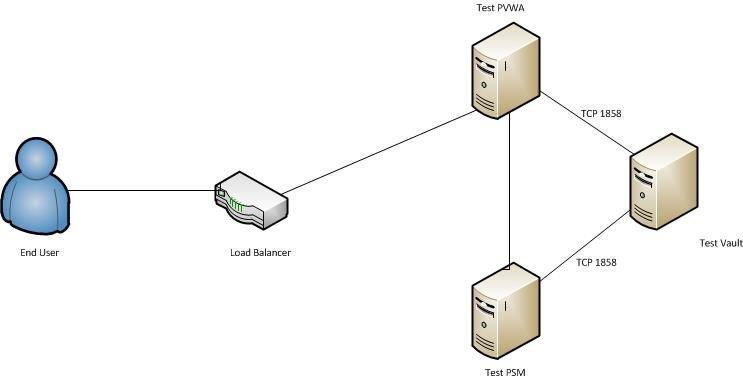 Test PVWA
TCP 1858
End User
Load Balancer
Test Vault
TCP 1858
Test PSM